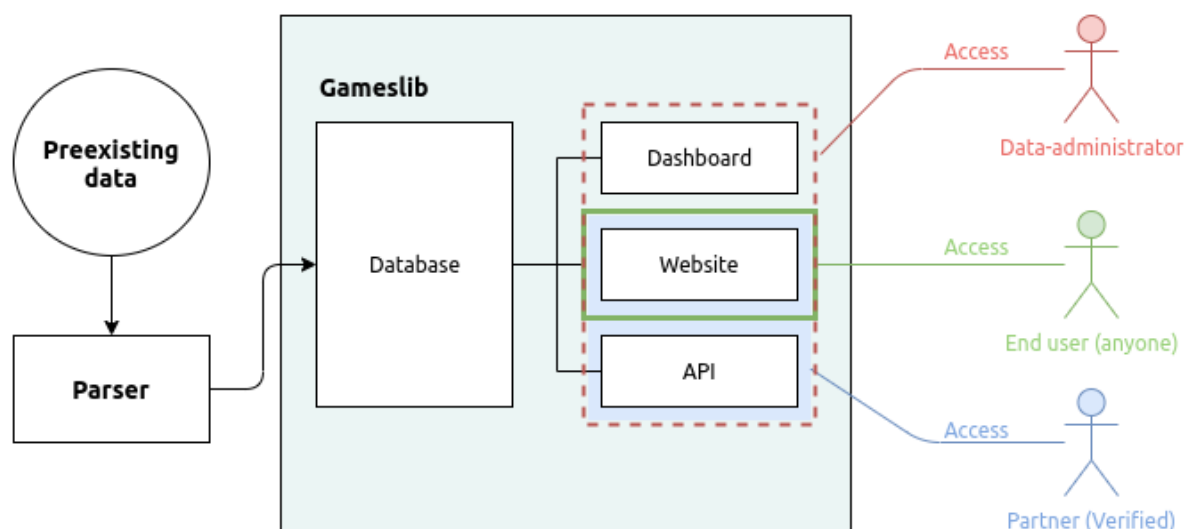 Gameslib
Preexisting
data
Parser
Database
Dashboard
Website
API
Access
Data-administrator
Access
End user (anyone)
Access
Partner (Verified)